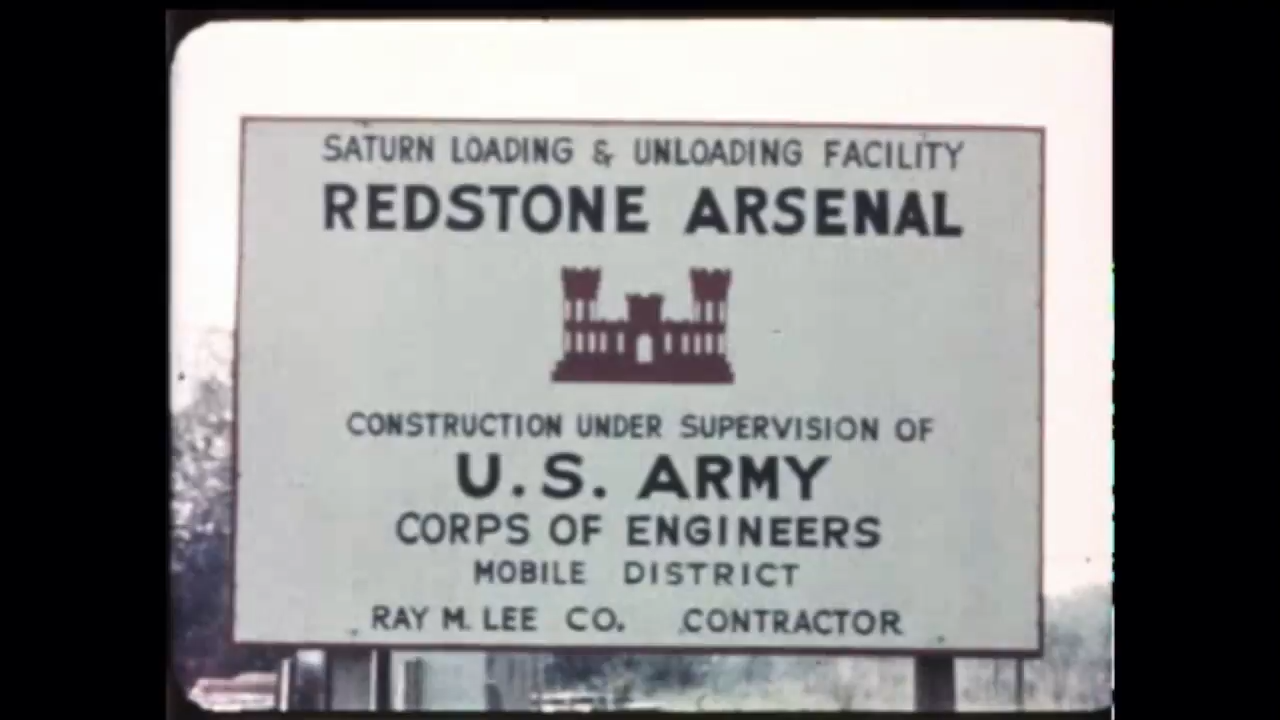 SATURN LOADING & UNLOADING FACILITY
REDSTONE ARSENAL
CONSTRUCTION UNDER SUPERVISION OF
U.S. ARMY
CORPS OF ENGINEERS
MOBILE DISTRICT
RAY M. LEE CO. CONTRACTOR